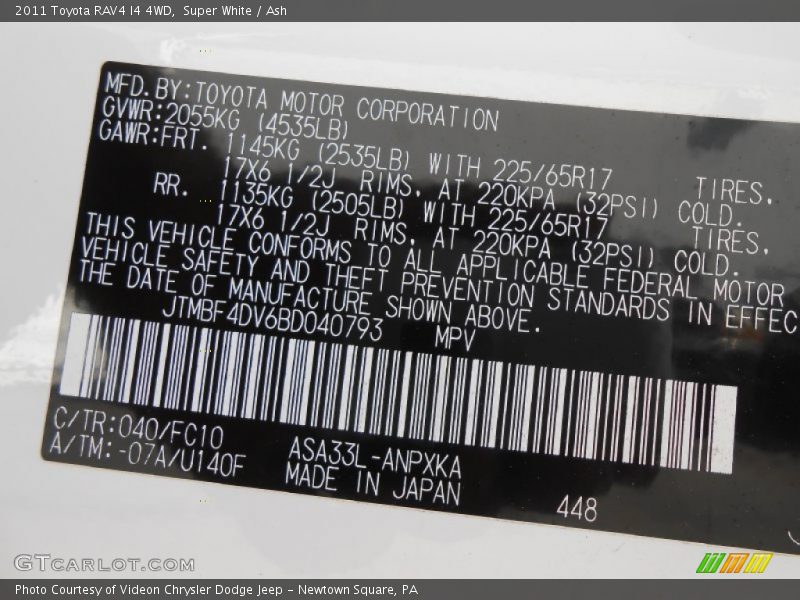 2011 Toyota RAV4 I4 4WD,  Super White / Ash
MFD.BY:TOYOTA MOTOR CORPORATION
GVWR:2055KG (4535LB)
GAWR:FRT. 1145KG (2535LB) WITH 225/65R17 TIRES,
17X6 1/2J RIMS, AT 220KPA (32PSI) COLD.
RR. 1135KG (2505LB) WITH 225/65R17 TIRES,
17X6 1/2J RIMS, AT 220KPA (32PSI) COLD.
THIS VEHICLE CONFORMS TO ALL APPLICABLE FEDERAL MOTOR
VEHICLE SAFETY AND THEFT PREVENTION STANDARDS IN EFFEC
THE DATE OF MANUFACTURE SHOWN ABOVE.
JTMBF4DV6BD040793 MPV
C/TR:040/FC10
A/TM:-07A/U140F
ASA33L-ANPXKA
MADE IN JAPAN
448
GTCARLOT.COM
Photo Courtesy of Videon Chrysler Dodge Jeep - Newtown Square, PA